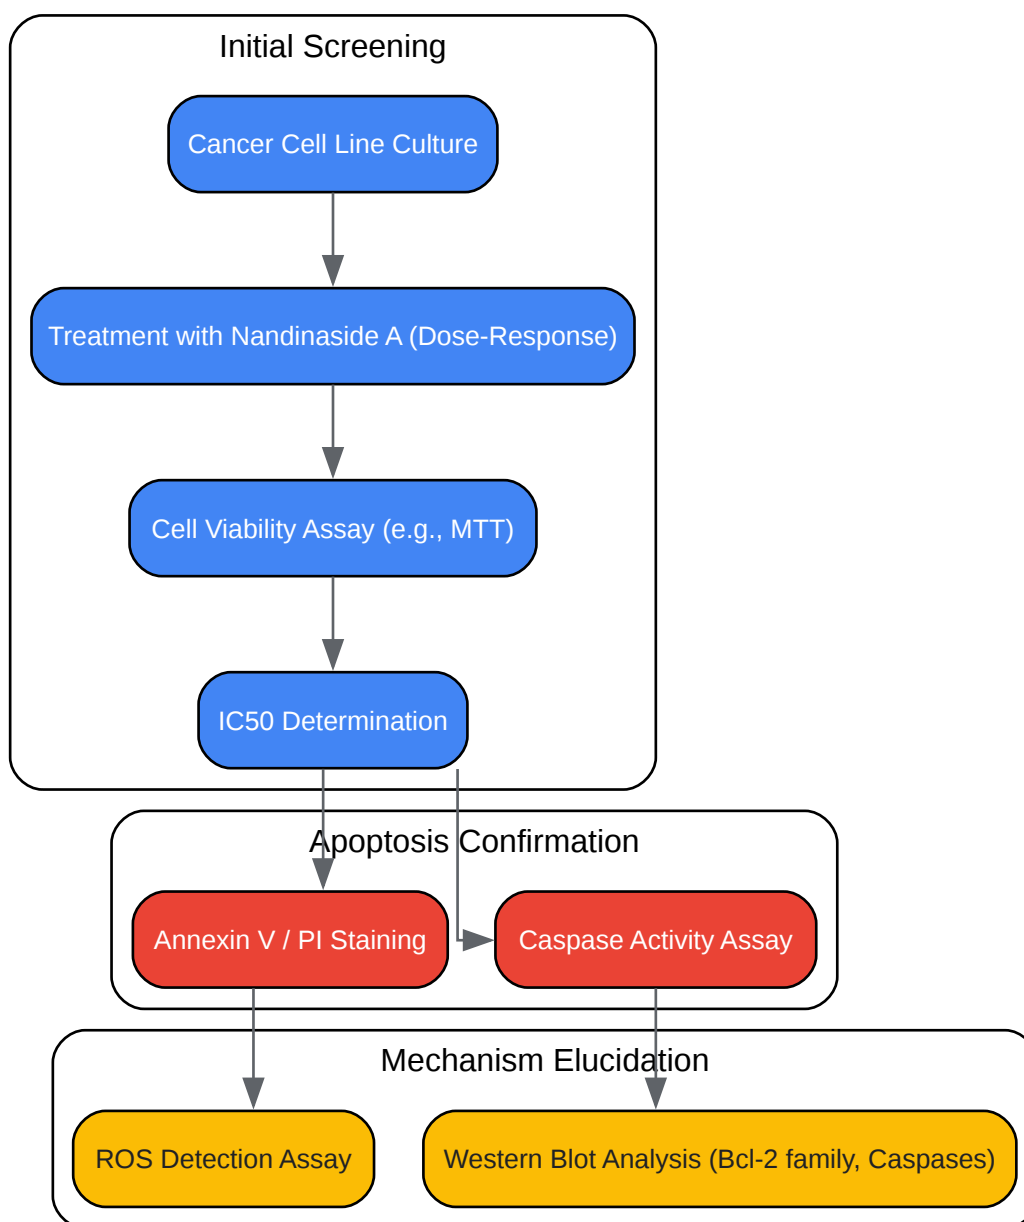 Initial Screening
Cancer Cell Line Culture
Treatment with Nandinaside A (Dose-Response)
Cell Viability Assay (e.g., MTT)
IC50 Determination
Apoptosis Confirmation
Annexin V / PI Staining
Caspase Activity Assay
Mechanism Elucidation
ROS Detection Assay
Western Blot Analysis (Bcl-2 family, Caspases)